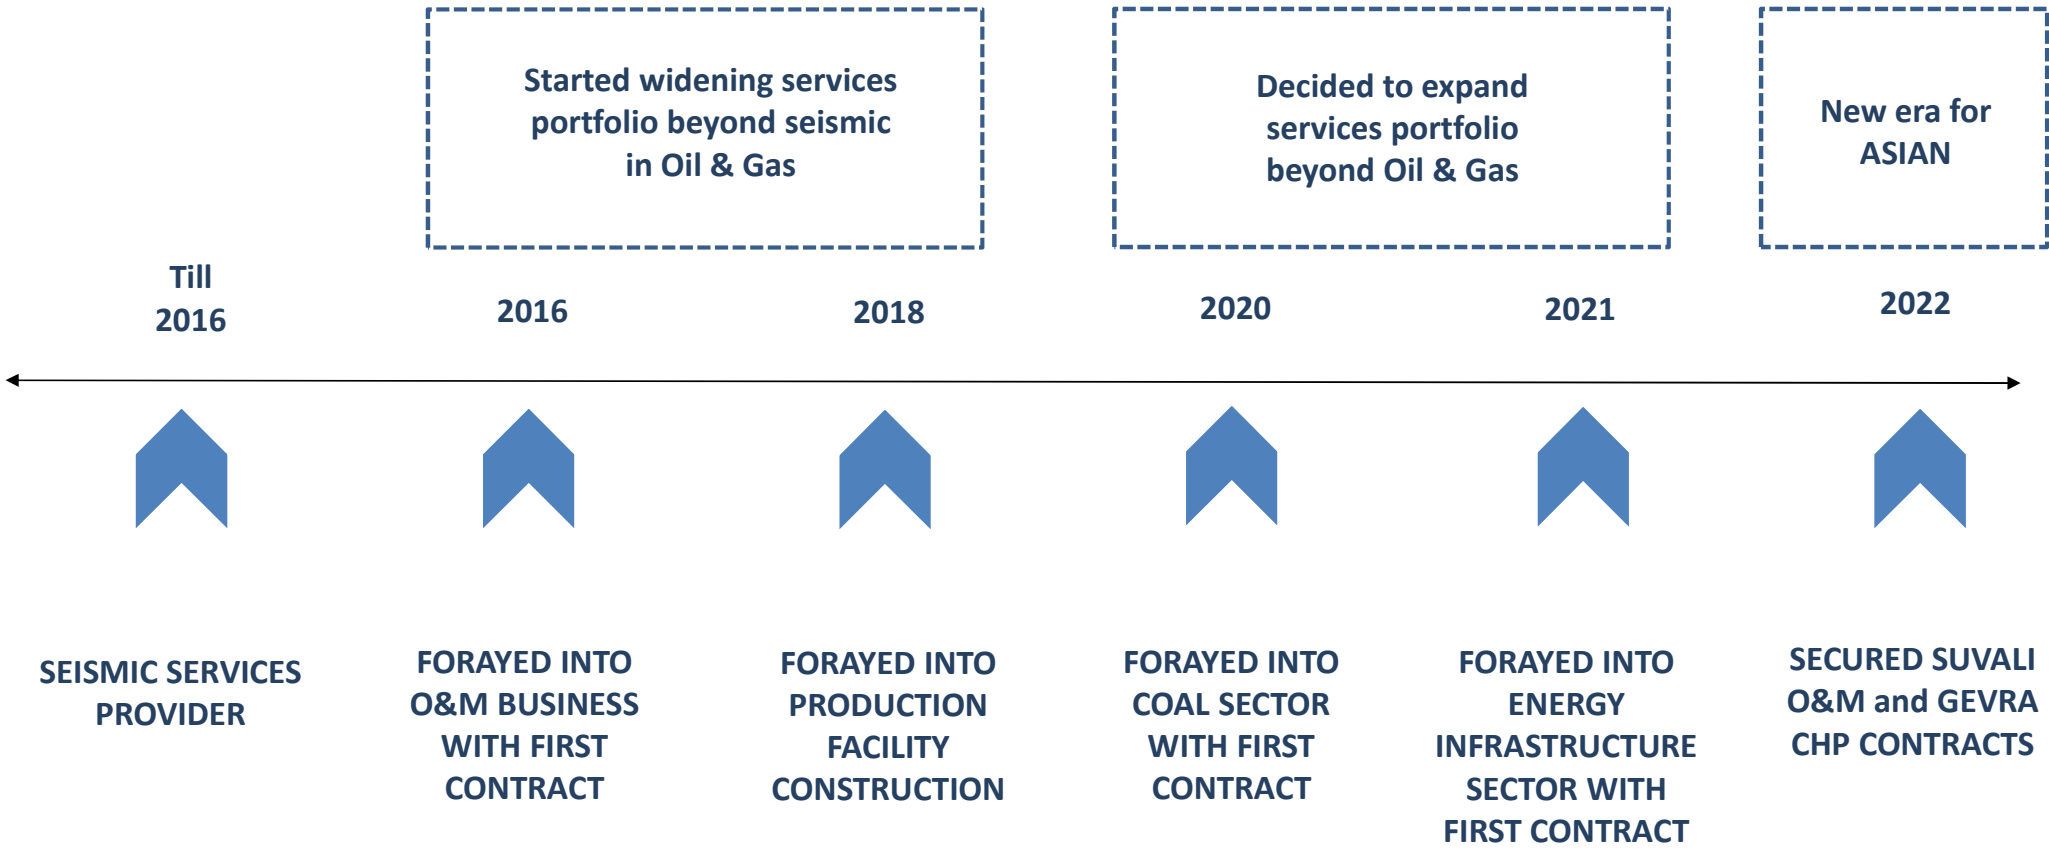 Started widening services
portfolio beyond seismic
in Oil & Gas
Decided to expand
services portfolio
beyond Oil & Gas
New era for
ASIAN
Till
2016
2016
2018
2020
2021
2022
SEISMIC SERVICES
PROVIDER
FORAYED INTO
O&M BUSINESS
WITH FIRST
CONTRACT
FORAYED INTO
PRODUCTION
FACILITY
CONSTRUCTION
FORAYED INTO
COAL SECTOR
WITH FIRST
CONTRACT
FORAYED INTO
ENERGY
INFRASTRUCTURE
SECTOR WITH
FIRST CONTRACT
SECURED SUVALI
O&M and GEVRA
CHP CONTRACTS